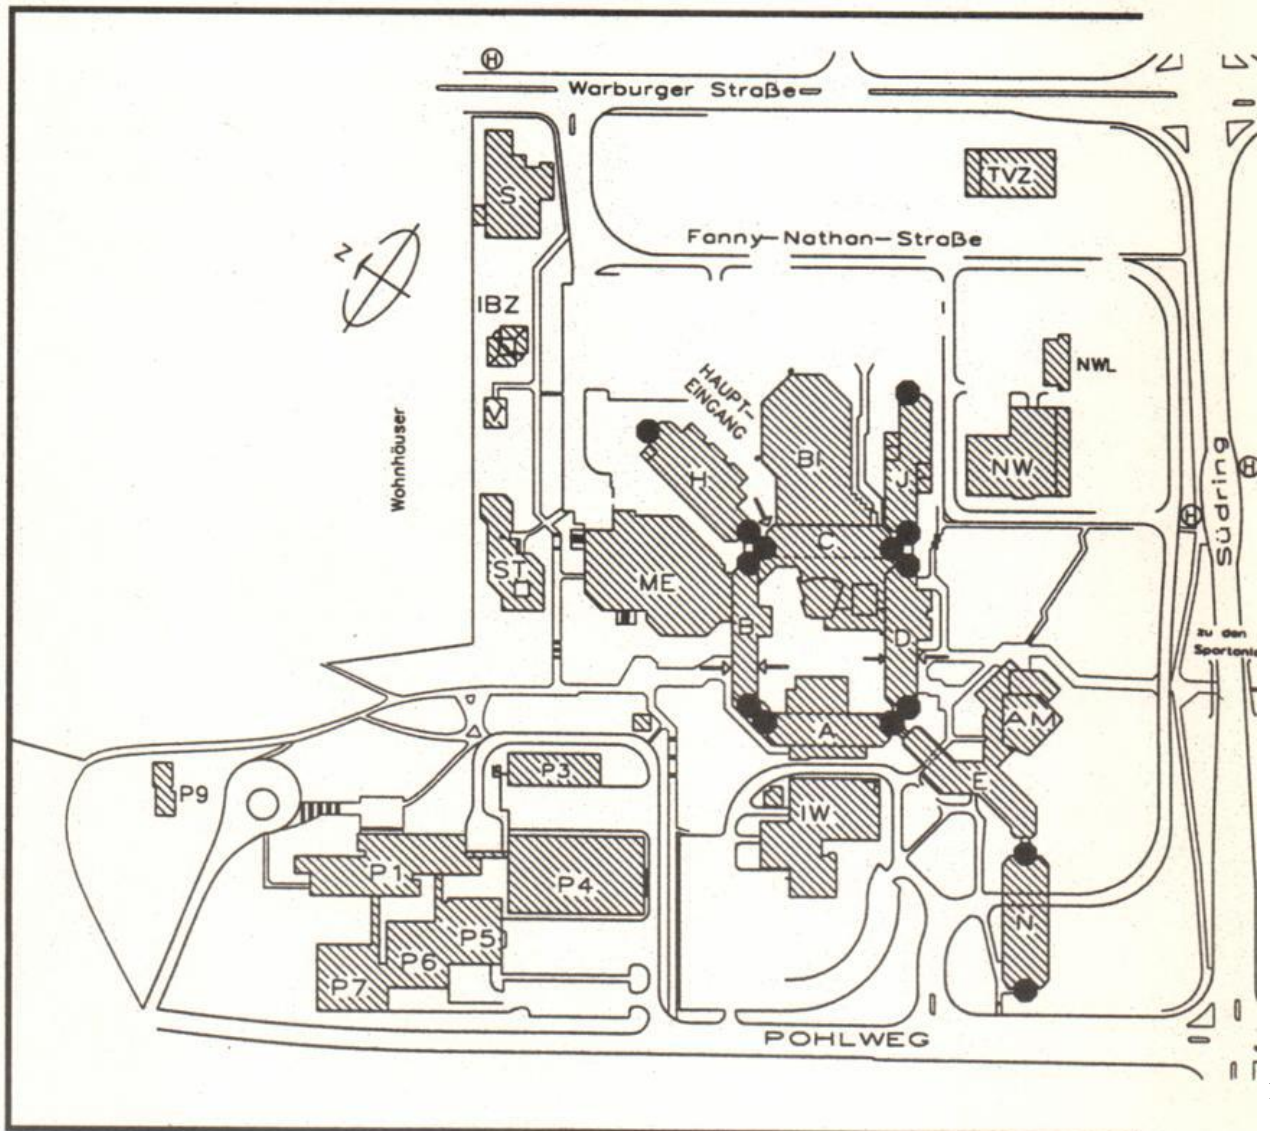 H
Warburger Straße
TVZ
S
Fanny-Nathan-Straße
N
IBZ
NWL
HAUPT-
EINGANG
V
Wohnhäuser
H
BI
J
NW
Südring
H
H
C
ST
ME
B
D
zu den
AM
A
P3
E
P9
IW
P1
P4
N
P5
P6
P7
POHLWEG